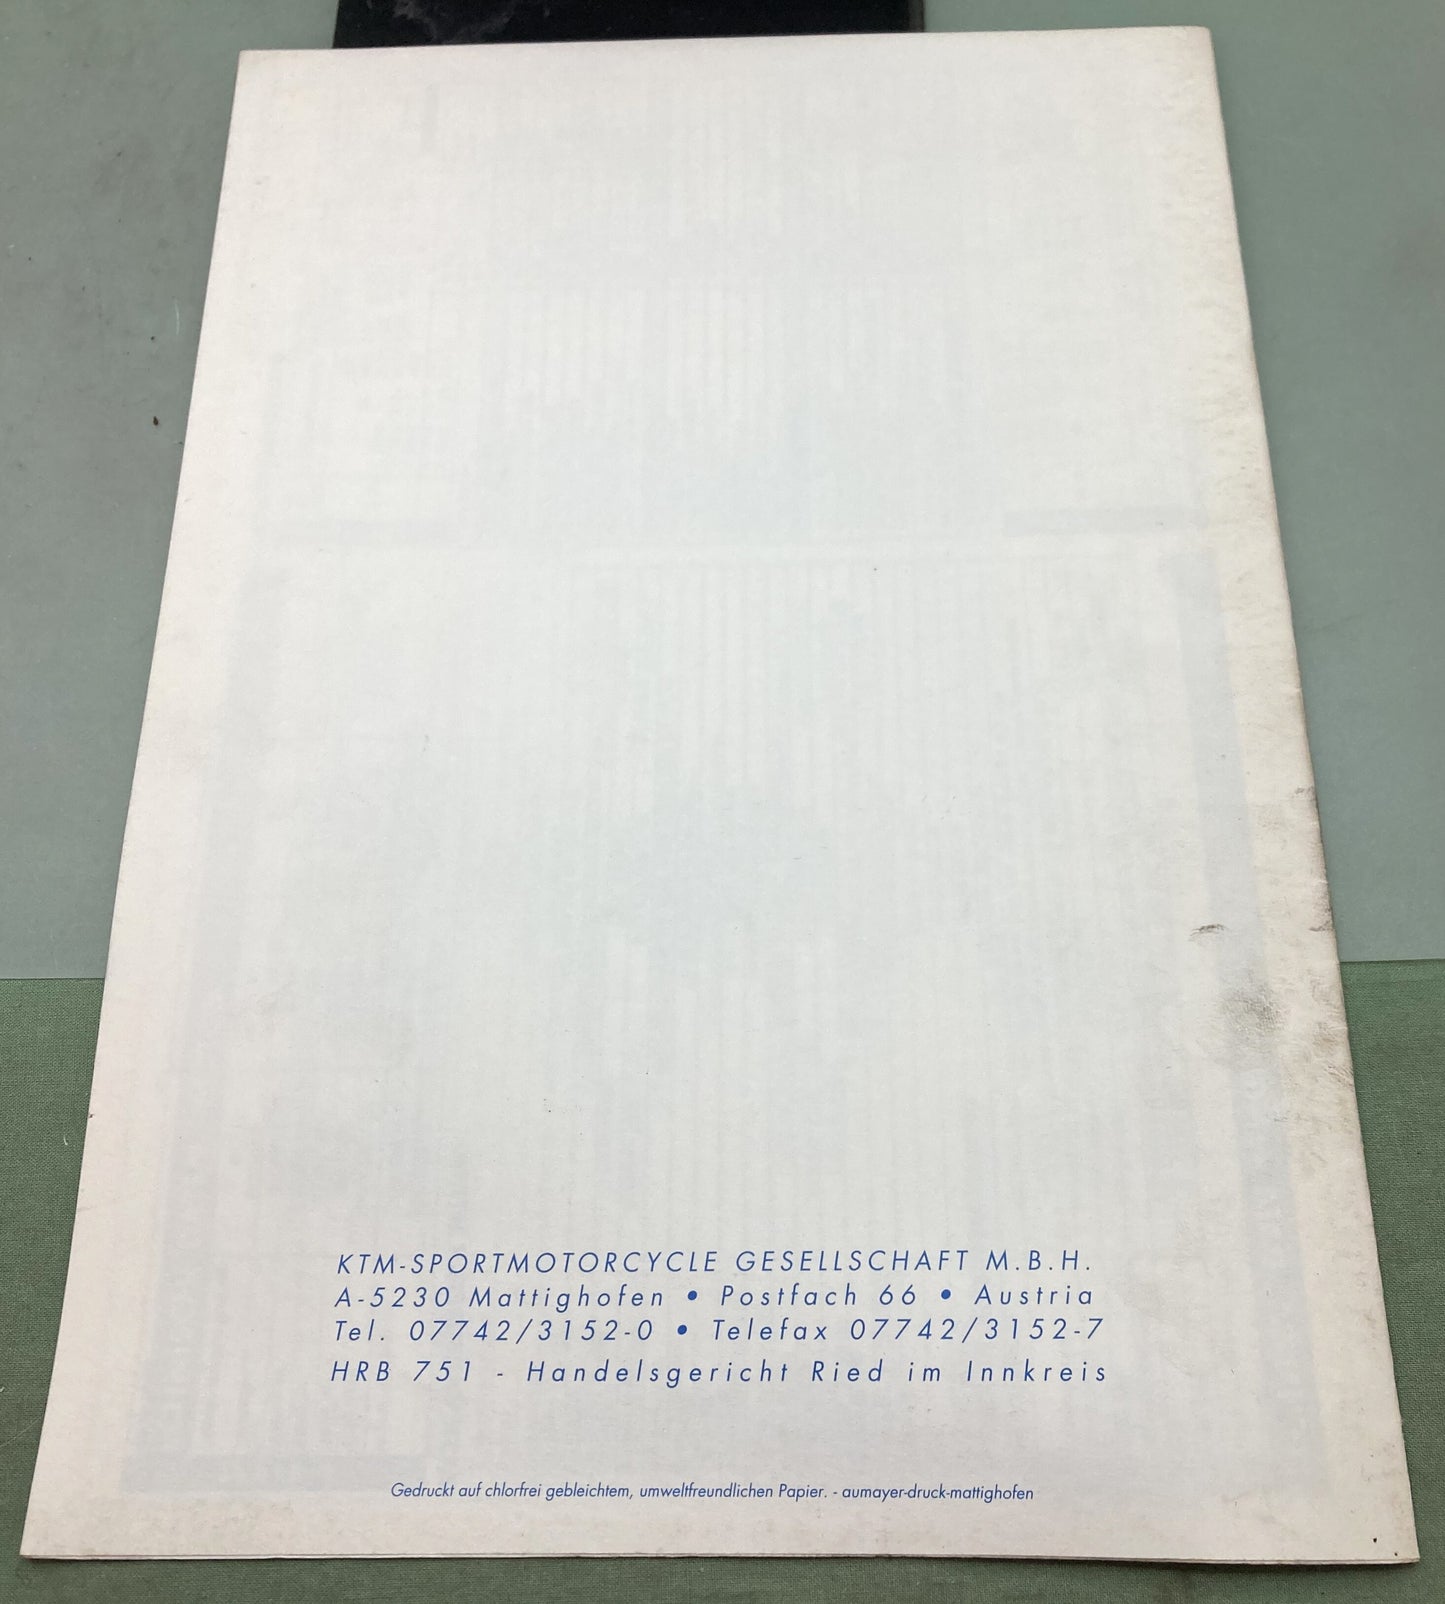 KTM-SPORTMOTORCYCLE GESELLSCHAFT M.B.H.
A-5230 Mattighofen • Postfach 66 • Austria
Tel. 07742/3152-0 • Telefax 07742/3152-7
HRB 751 - Handelsgericht Ried im Innkreis
Gedruckt auf chlorfrei gebleichtem, umweltfreundlichen Papier. - aumayer-druck-mattighofen